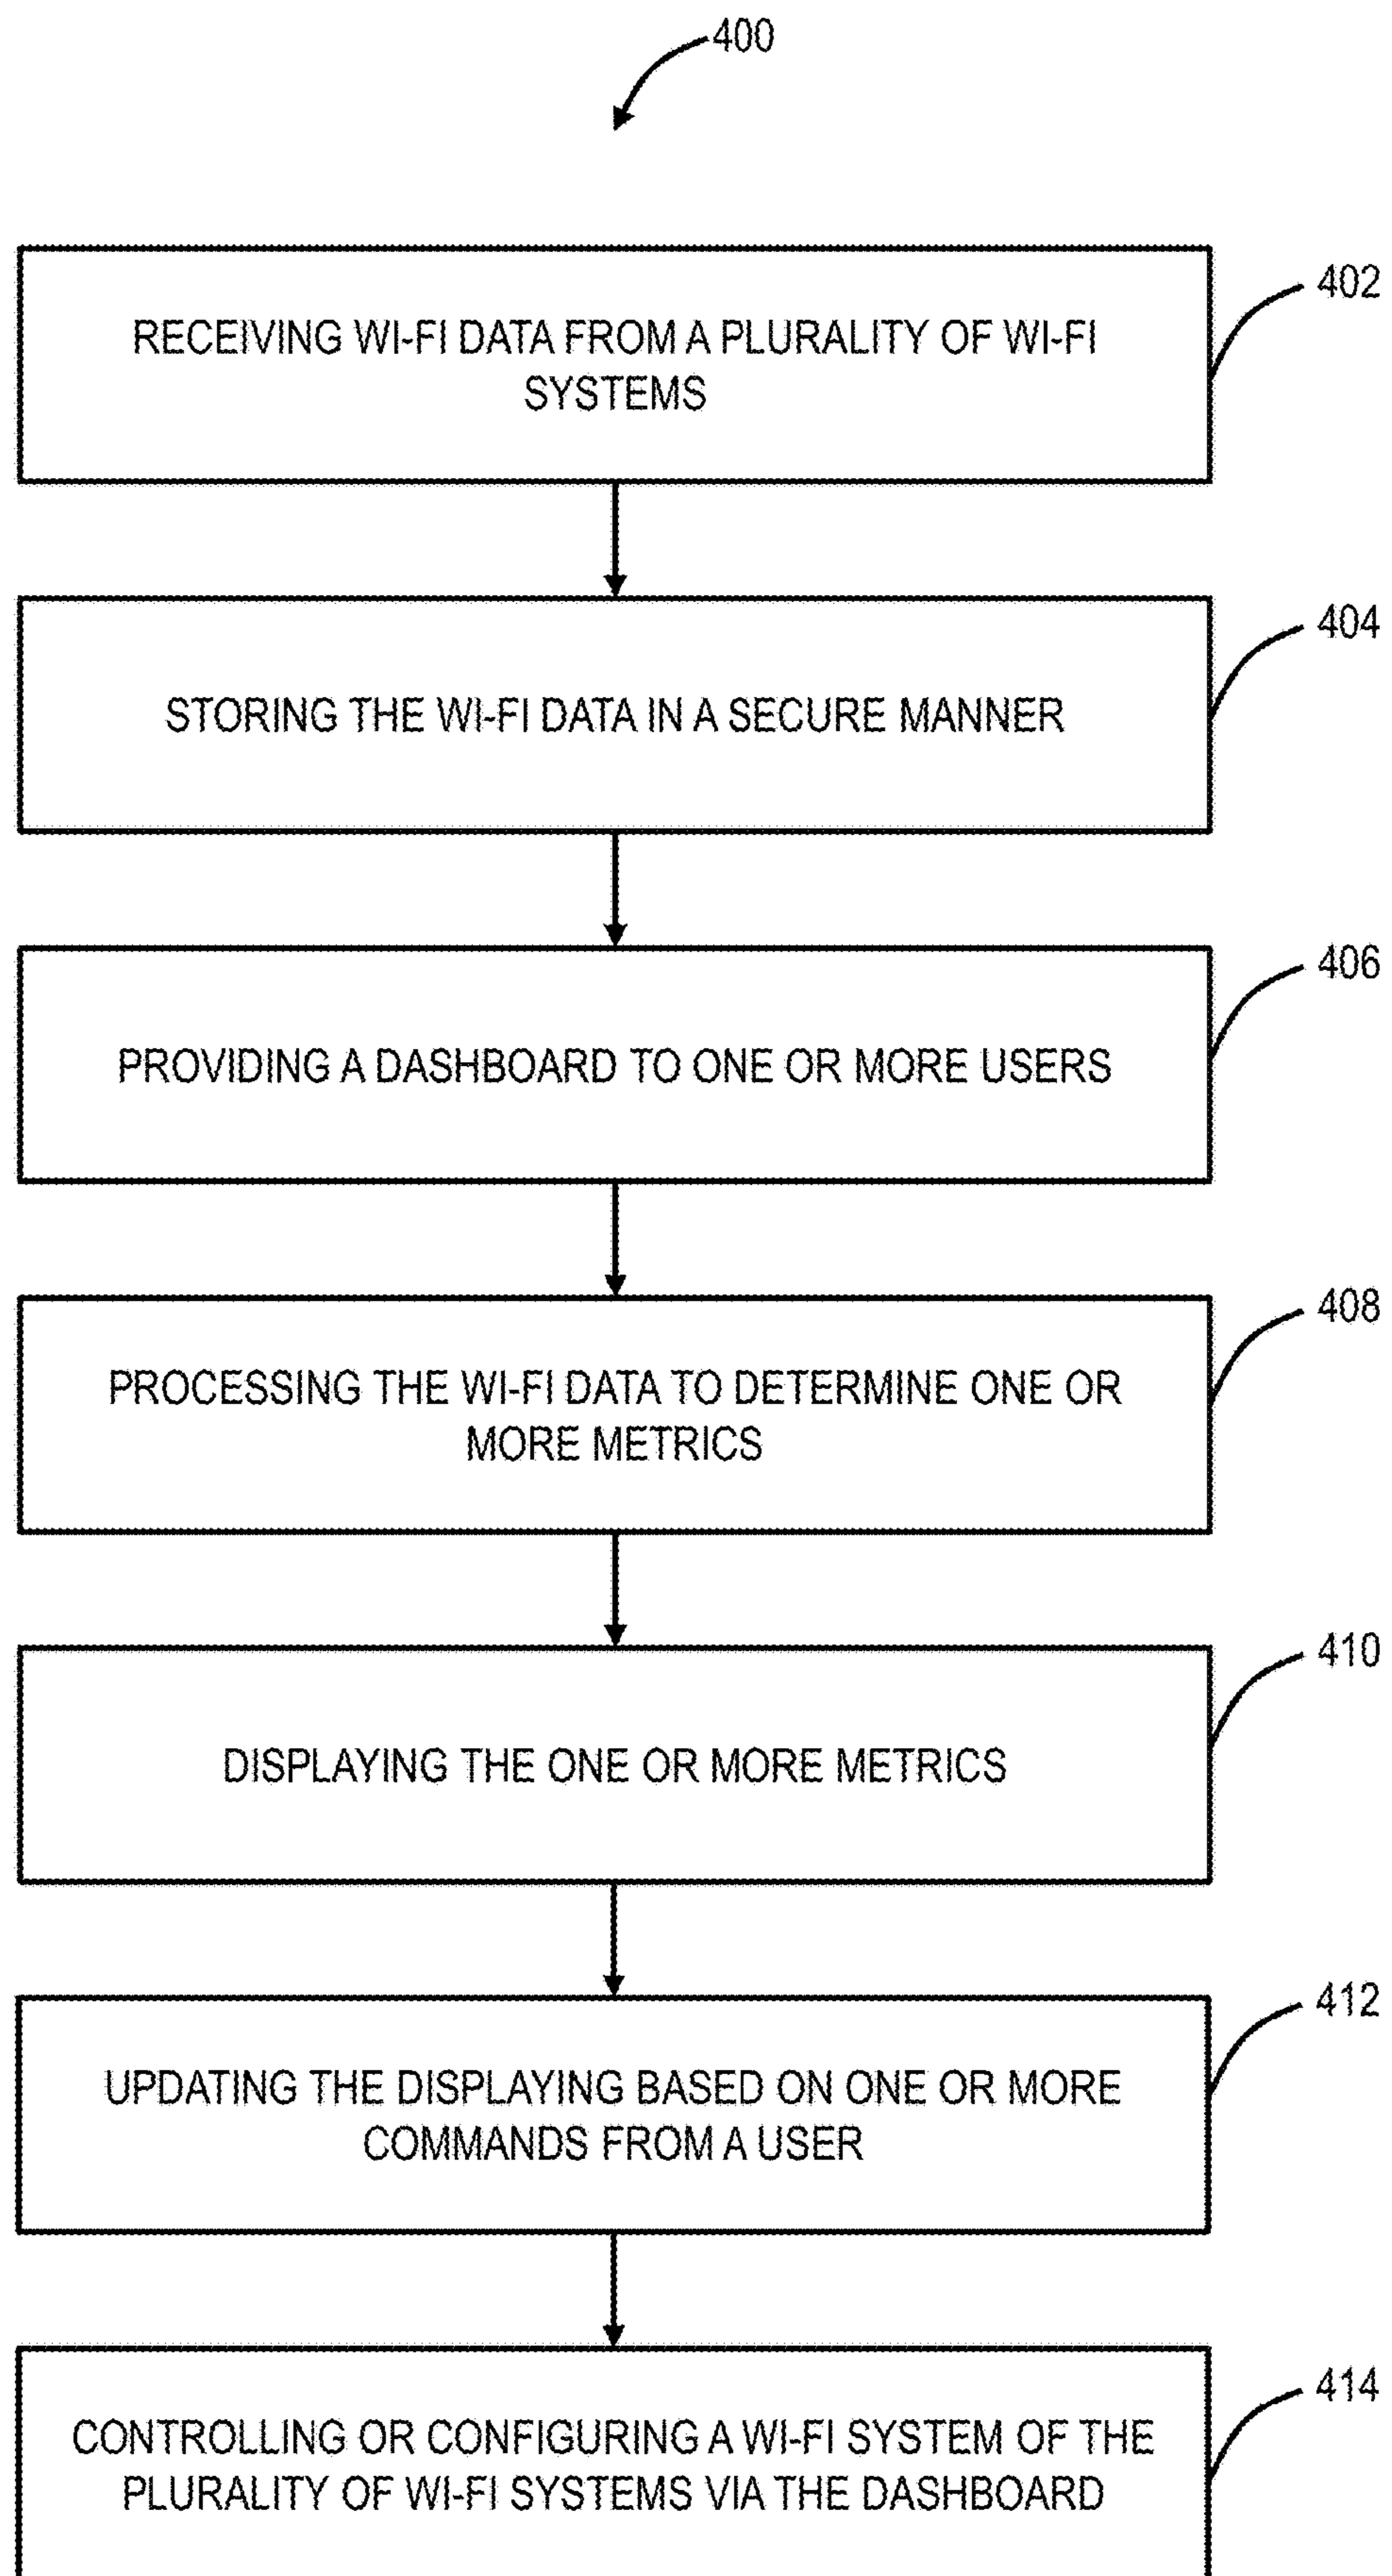 400
RECEIVING WI-FI DATA FROM A PLURALITY OF WI-FI
SYSTEMS
402
STORING THE WI-FI DATA IN A SECURE MANNER
404
PROVIDING A DASHBOARD TO ONE OR MORE USERS
406
PROCESSING THE WI-FI DATA TO DETERMINE ONE OR
MORE METRICS
408
DISPLAYING THE ONE OR MORE METRICS
410
UPDATING THE DISPLAYING BASED ON ONE OR MORE
COMMANDS FROM A USER
412
CONTROLLING OR CONFIGURING A WI-FI SYSTEM OF THE
PLURALITY OF WI-FI SYSTEMS VIA THE DASHBOARD
414